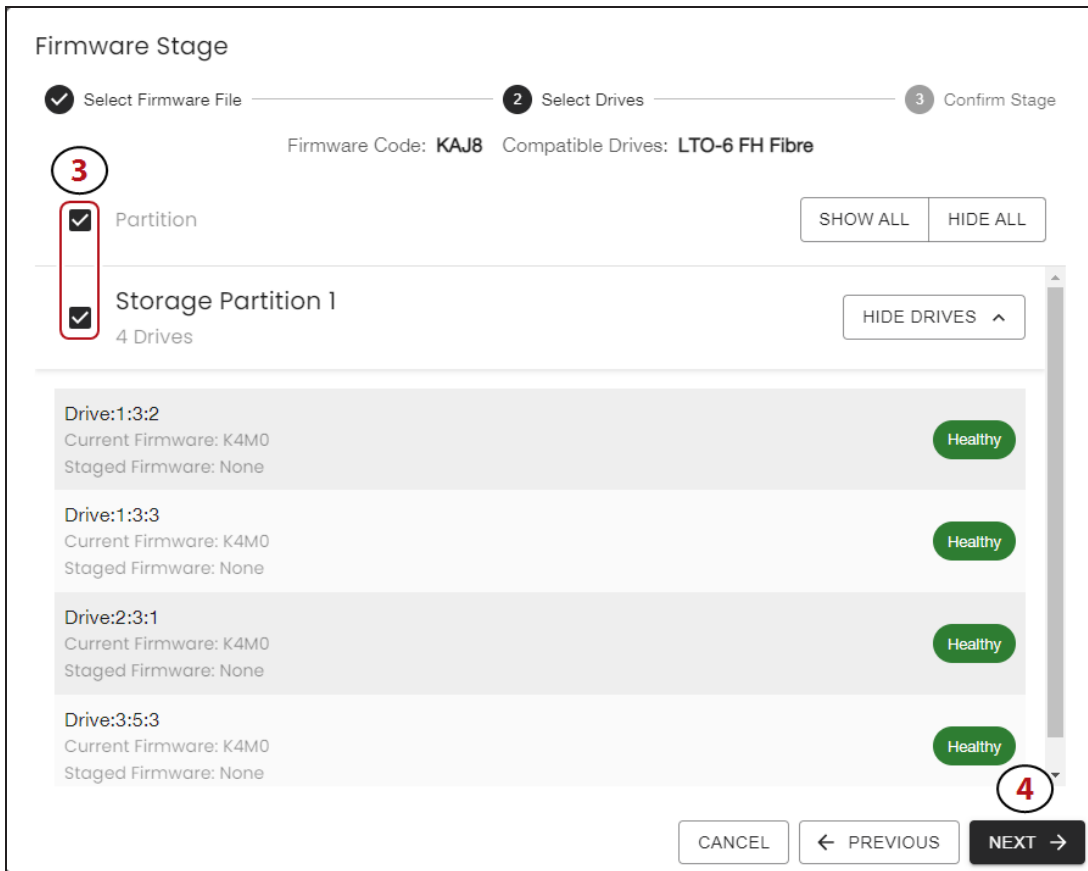 Firmware Stage
Select Firmware File 2 Select Drives 3 Confirm Stage
Firmware Code: KAJ8 Compatible Drives: LTO-6 FH Fibre
3
Partition SHOW ALL HIDE ALL
Storage Partition 1
4 Drives
HIDE DRIVES
Drive:1:3:2
Current Firmware: K4M0
Staged Firmware: None
Healthy
Drive:1:3:3
Current Firmware: K4M0
Staged Firmware: None
Healthy
Drive:2:3:1
Current Firmware: K4M0
Staged Firmware: None
Healthy
Drive:3:5:3
Current Firmware: K4M0
Staged Firmware: None
Healthy
4
CANCEL ← PREVIOUS NEXT →